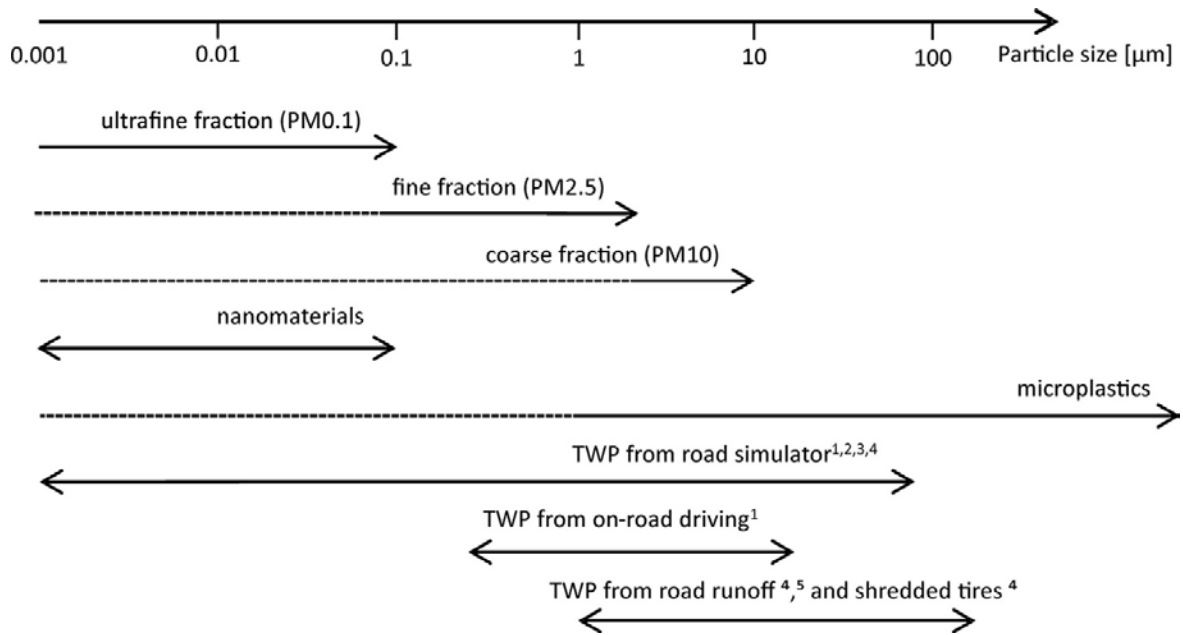 0.001 0.01 0.1 1 10 100 Particle size [µm]
ultrafine fraction (PM0.1)
fine fraction (PM2.5)
coarse fraction (PM10)
nanomaterials
microplastics
TWP from road simulator¹,²,³,⁴
TWP from on-road driving¹
TWP from road runoff ⁴,⁵ and shredded tires ⁴